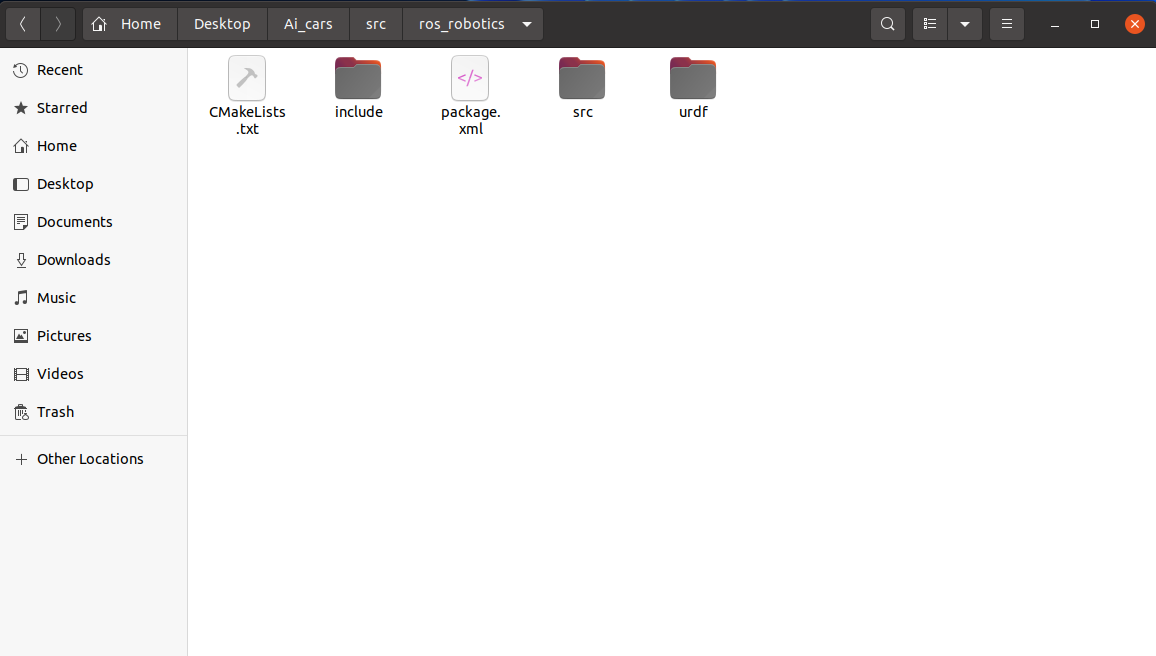 Home
Desktop
Ai_cars
src
ros_robotics
Recent
Starred
Home
Desktop
Documents
Downloads
Music
Pictures
Videos
Trash
Other Locations
CMakeLists
.txt
include
package.
xml
src
urdf